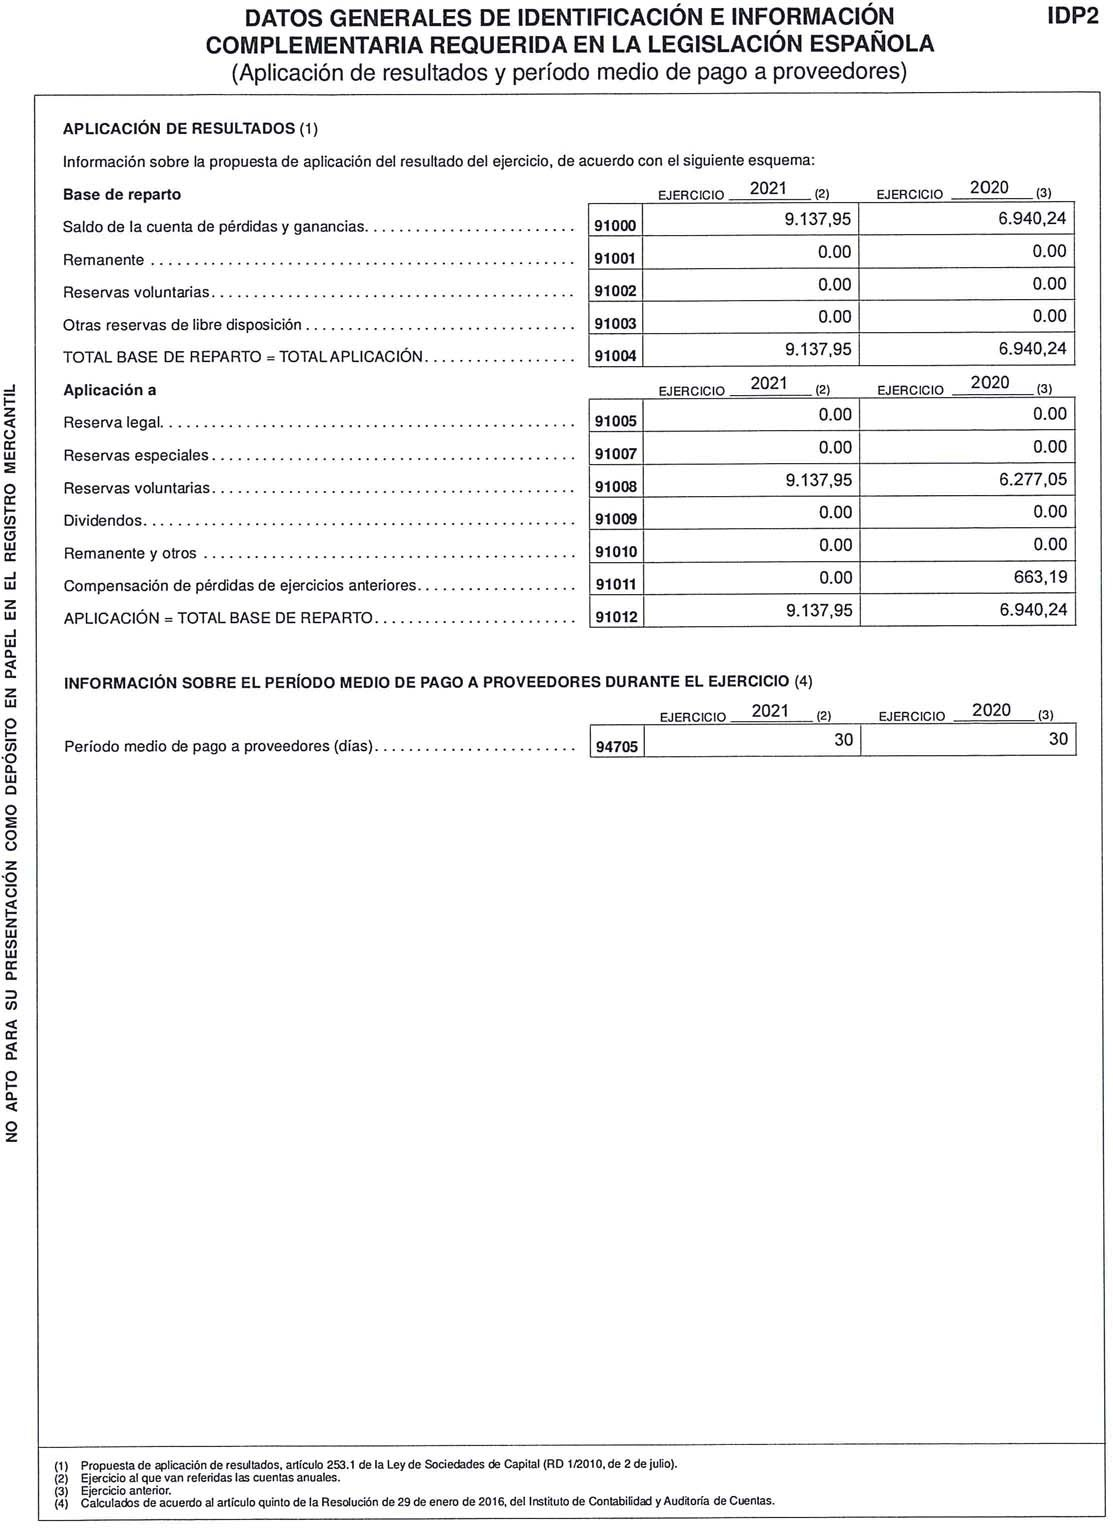 DATOS GENERALES DE IDENTIFICACIÓN E INFORMACIÓN IDP2
COMPLEMENTARIA REQUERIDA EN LA LEGISLACIÓN ESPAÑOLA
(Aplicación de resultados y período medio de pago a proveedores)
APLICACIÓN DE RESULTADOS (1)
Información sobre la propuesta de aplicación del resultado del ejercicio, de acuerdo con el siguiente esquema:
Base de reparto EJERCICIO 2021 (2) EJERCICIO 2020 (3)
Saldo de la cuenta de pérdidas y ganancias. 91000 9.137,95 6.940,24
Remanente 91001 0.00 0.00
Reservas voluntarias. 91002 0.00 0.00
Otras reservas de libre disposición 91003 0.00 0.00
TOTAL BASE DE REPARTO = TOTAL APLICACIÓN. 91004 9.137,95 6.940,24
Aplicación a EJERCICIO 2021 (2) EJERCICIO 2020 (3)
Reserva legal. 91005 0.00 0.00
Reservas especiales. 91007 0.00 0.00
Reservas voluntarias. 91008 9.137,95 6.277,05
Dividendos. 91009 0.00 0.00
Remanente y otros 91010 0.00 0.00
Compensación de pérdidas de ejercicios anteriores. 91011 0.00 663,19
APLICACIÓN = TOTAL BASE DE REPARTO. 91012 9.137,95 6.940,24
INFORMACIÓN SOBRE EL PERÍODO MEDIO DE PAGO A PROVEEDORES DURANTE EL EJERCICIO (4)
EJERCICIO 2021 (2) EJERCICIO 2020 (3)
Período medio de pago a proveedores (días). 94705 30 30
NO APTO PARA SU PRESENTACIÓN COMO DEPÓSITO EN PAPEL EN EL REGISTRO MERCANTIL
(1) Propuesta de aplicación de resultados, artículo 253.1 de la Ley de Sociedades de Capital (RD 1/2010, de 2 de julio).
(2) Ejercicio al que van referidas las cuentas anuales.
(3) Ejercicio anterior.
(4) Calculados de acuerdo al artículo quinto de la Resolución de 29 de enero de 2016, del Instituto de Contabilidad y Auditoría de Cuentas.